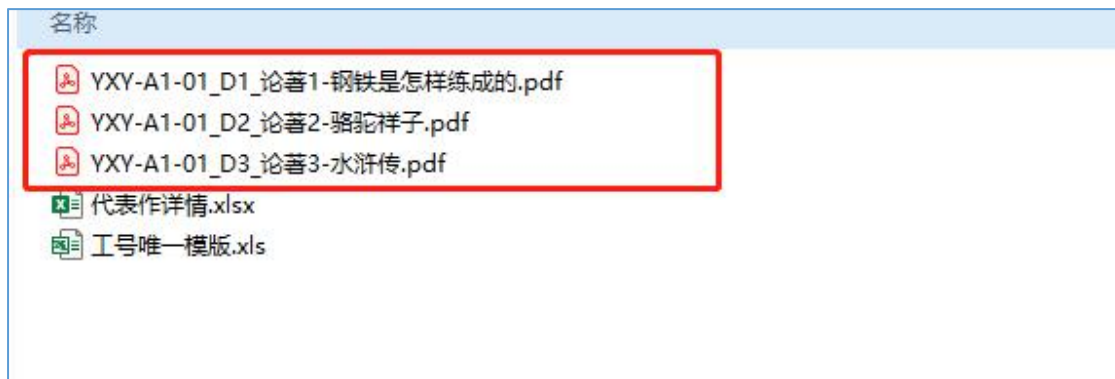 名称
YXY-A1-01_D1_论著1-钢铁是怎样练成的.pdf
YXY-A1-01_D2_论著2-骆驼祥子.pdf
YXY-A1-01_D3_论著3-水浒传.pdf
代表作详情.xlsx
工号唯一模版.xls